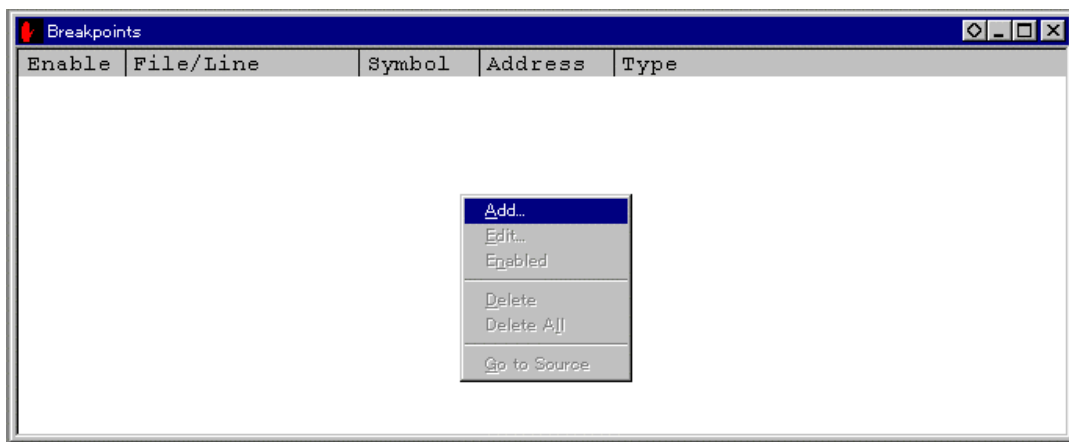 Breakpoints
Enable File/Line Symbol Address Type
Add...
Edit...
Enabled
Delete
Delete All
Go to Source